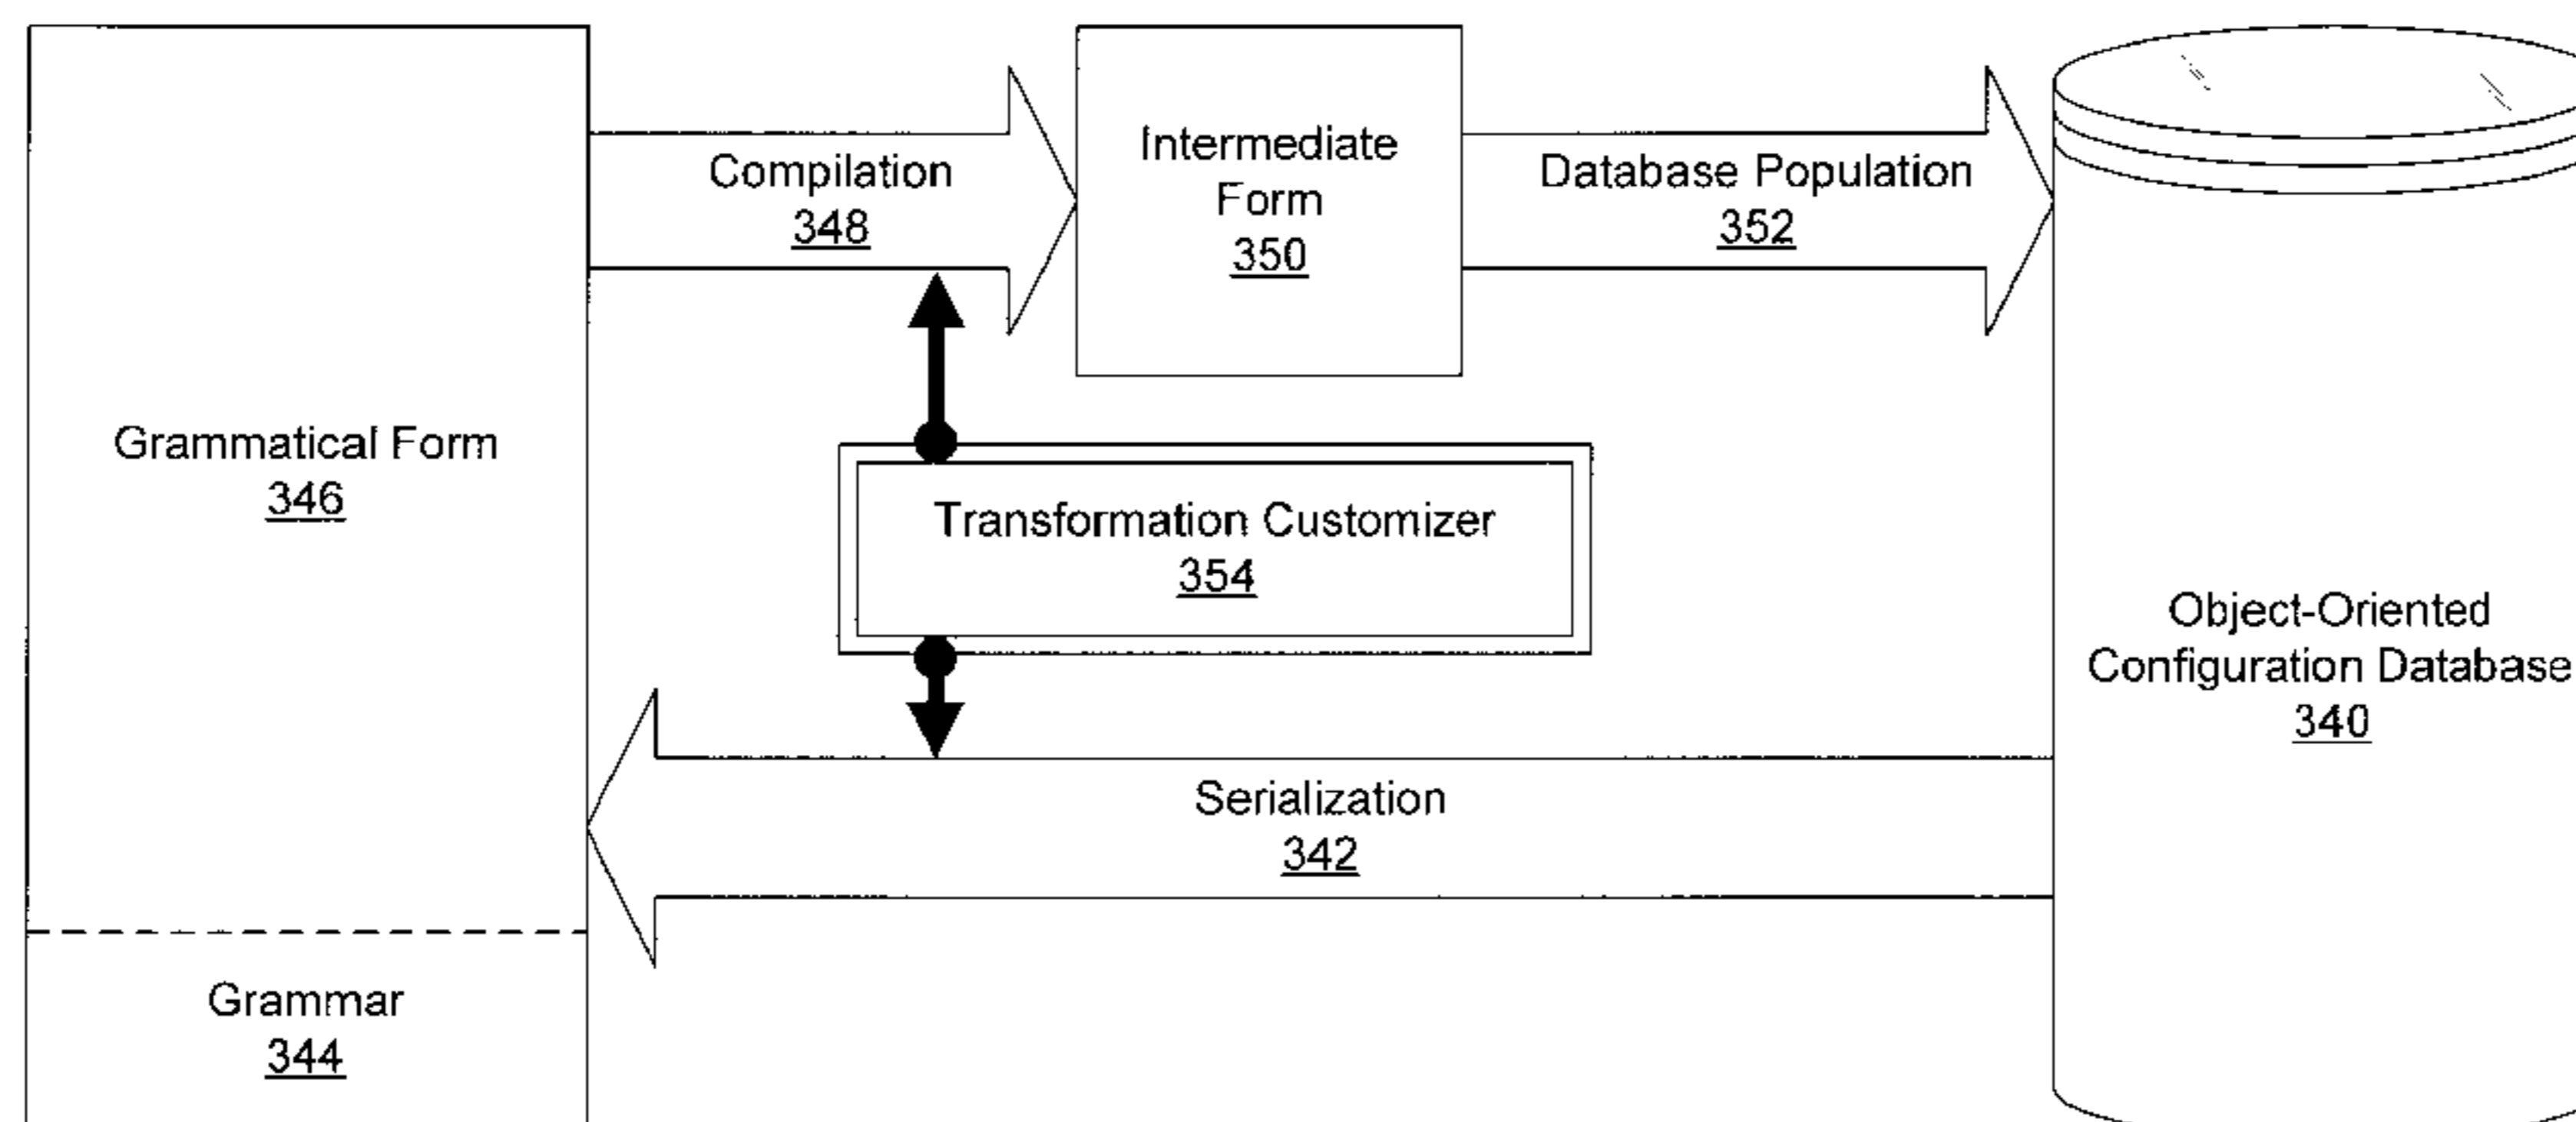 Compilation
348
Intermediate
Form
350
Database Population
352
Grammatical Form
346
Transformation Customizer
354
Object-Oriented
Configuration Database
340
Serialization
342
Grammar
344